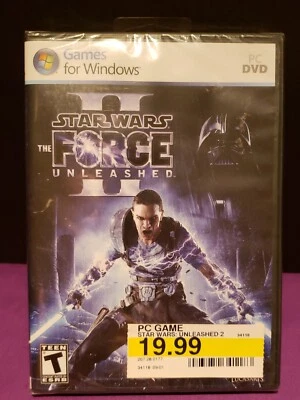 Games
for Windows
PC
DVD
II
STAR WARS
THE FORCE
UNLEASHED
PC GAME
STAR WARS: UNLEASHED 2
19.99
TEEN
T
ESRB
LUCASARTS